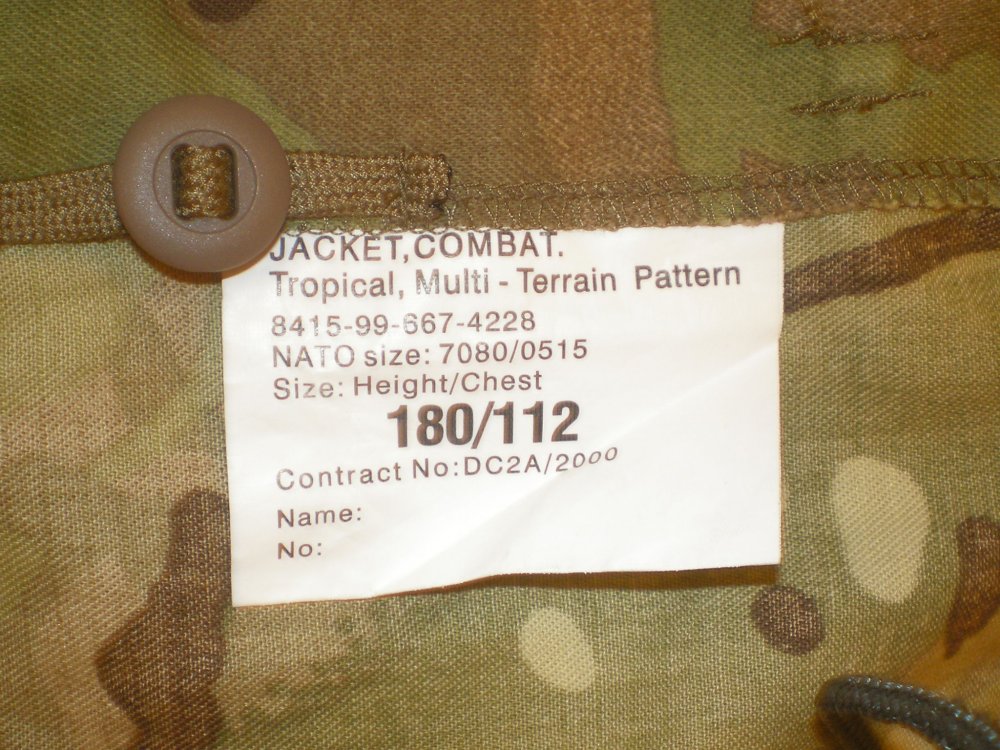 JACKET,COMBAT.
Tropical, Multi - Terrain Pattern
8415-99-667-4228
NATO size: 7080/0515
Size: Height/Chest
180/112
Contract No:DC2A/2000
Name:
No: